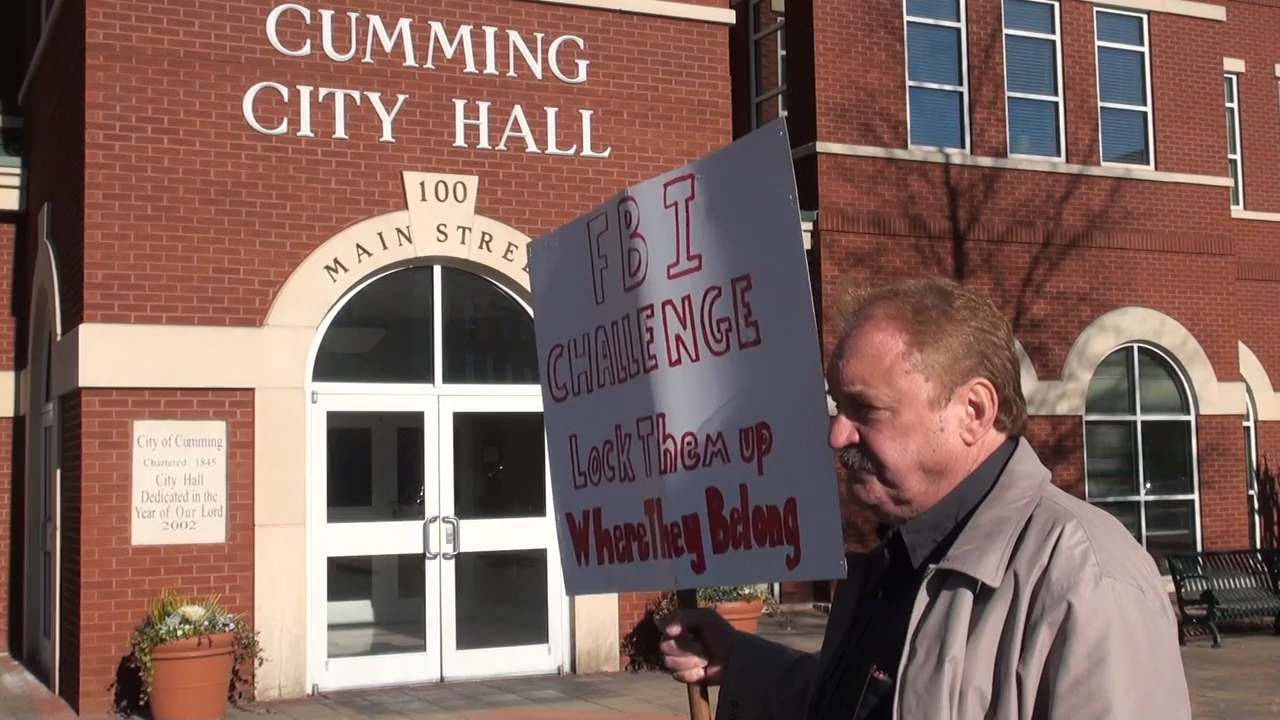 CUMMING
CITY HALL
100
MAIN STREE
City of Cumming
Chartered 1845
City Hall
Dedicated in the
Year of Our Lord
2002
FBI
CHALLENGE
Lock Them up
Where They Belong